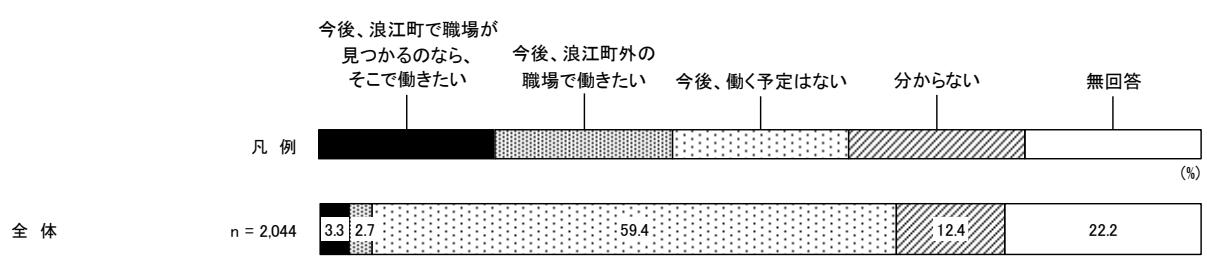 今後、浪江町で職場が
見つかるのなら、
そこで働きたい
今後、浪江町外の
職場で働きたい
今後、働く予定はない
分からない
無回答
凡 例
(%)
全 体 n = 2,044 3.3 2.7 59.4 12.4 22.2